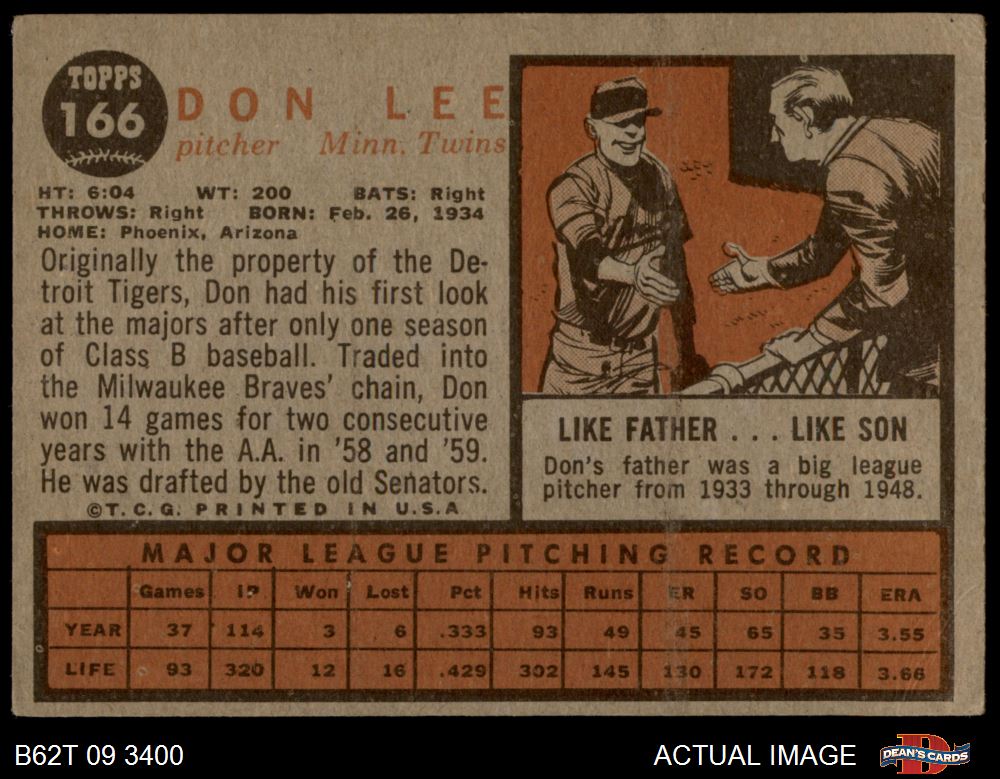 TOPPS
166
DON LEE
pitcher Minn. Twins
HT: 6:04 WT: 200 BATS: Right
THROWS: Right BORN: Feb. 26, 1934
HOME: Phoenix, Arizona
Originally the property of the De-
troit Tigers, Don had his first look
at the majors after only one season
of Class B baseball. Traded into
the Milwaukee Braves' chain, Don
won 14 games for two consecutive
years with the A.A. in '58 and '59.
He was drafted by the old Senators.
©T.C.G. PRINTED IN U.S.A
LIKE FATHER . . . LIKE SON
Don's father was a big league
pitcher from 1933 through 1948.
MAJOR LEAGUE PITCHING RECORD
Games IP Won Lost Pct Hits Runs ER SO BB ERA
YEAR 37 114 3 6 .333 93 49 45 65 35 3.55
LIFE 93 320 12 16 .429 302 145 130 172 118 3.66
B62T 09 3400
ACTUAL IMAGE
D
DEAN'S CARDS